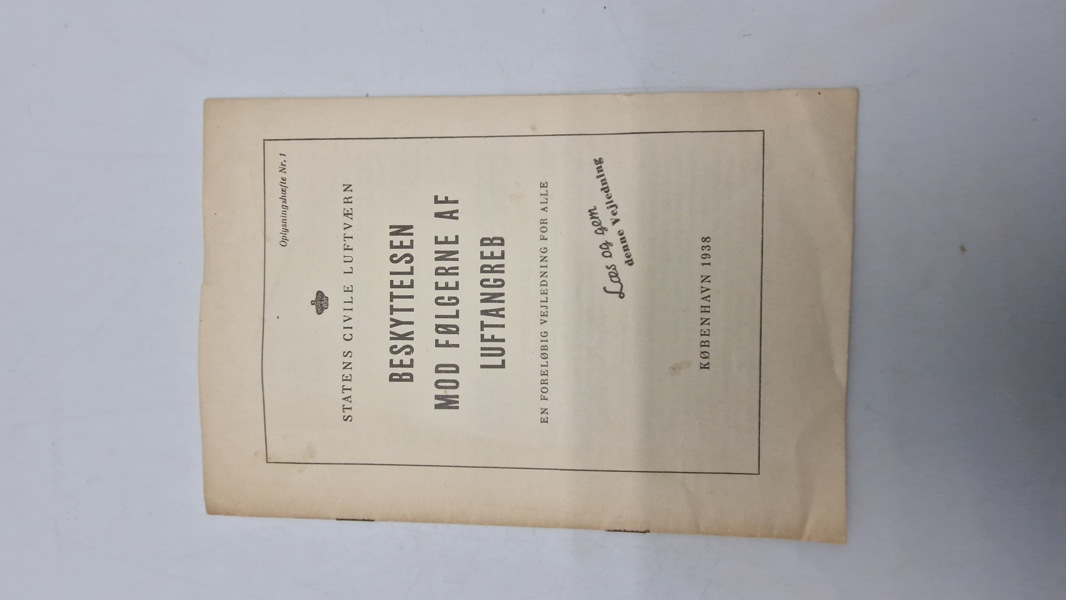 Oplysningshæfte Nr. 1
STATENS CIVILE LUFTVÆRN
BESKYTTELSEN
MOD FØLGERNE AF
LUFTANGREB
EN FORELØBIG VEJLEDNING FOR ALLE
Læs og gem
denne Vejledning
KØBENHAVN 1938